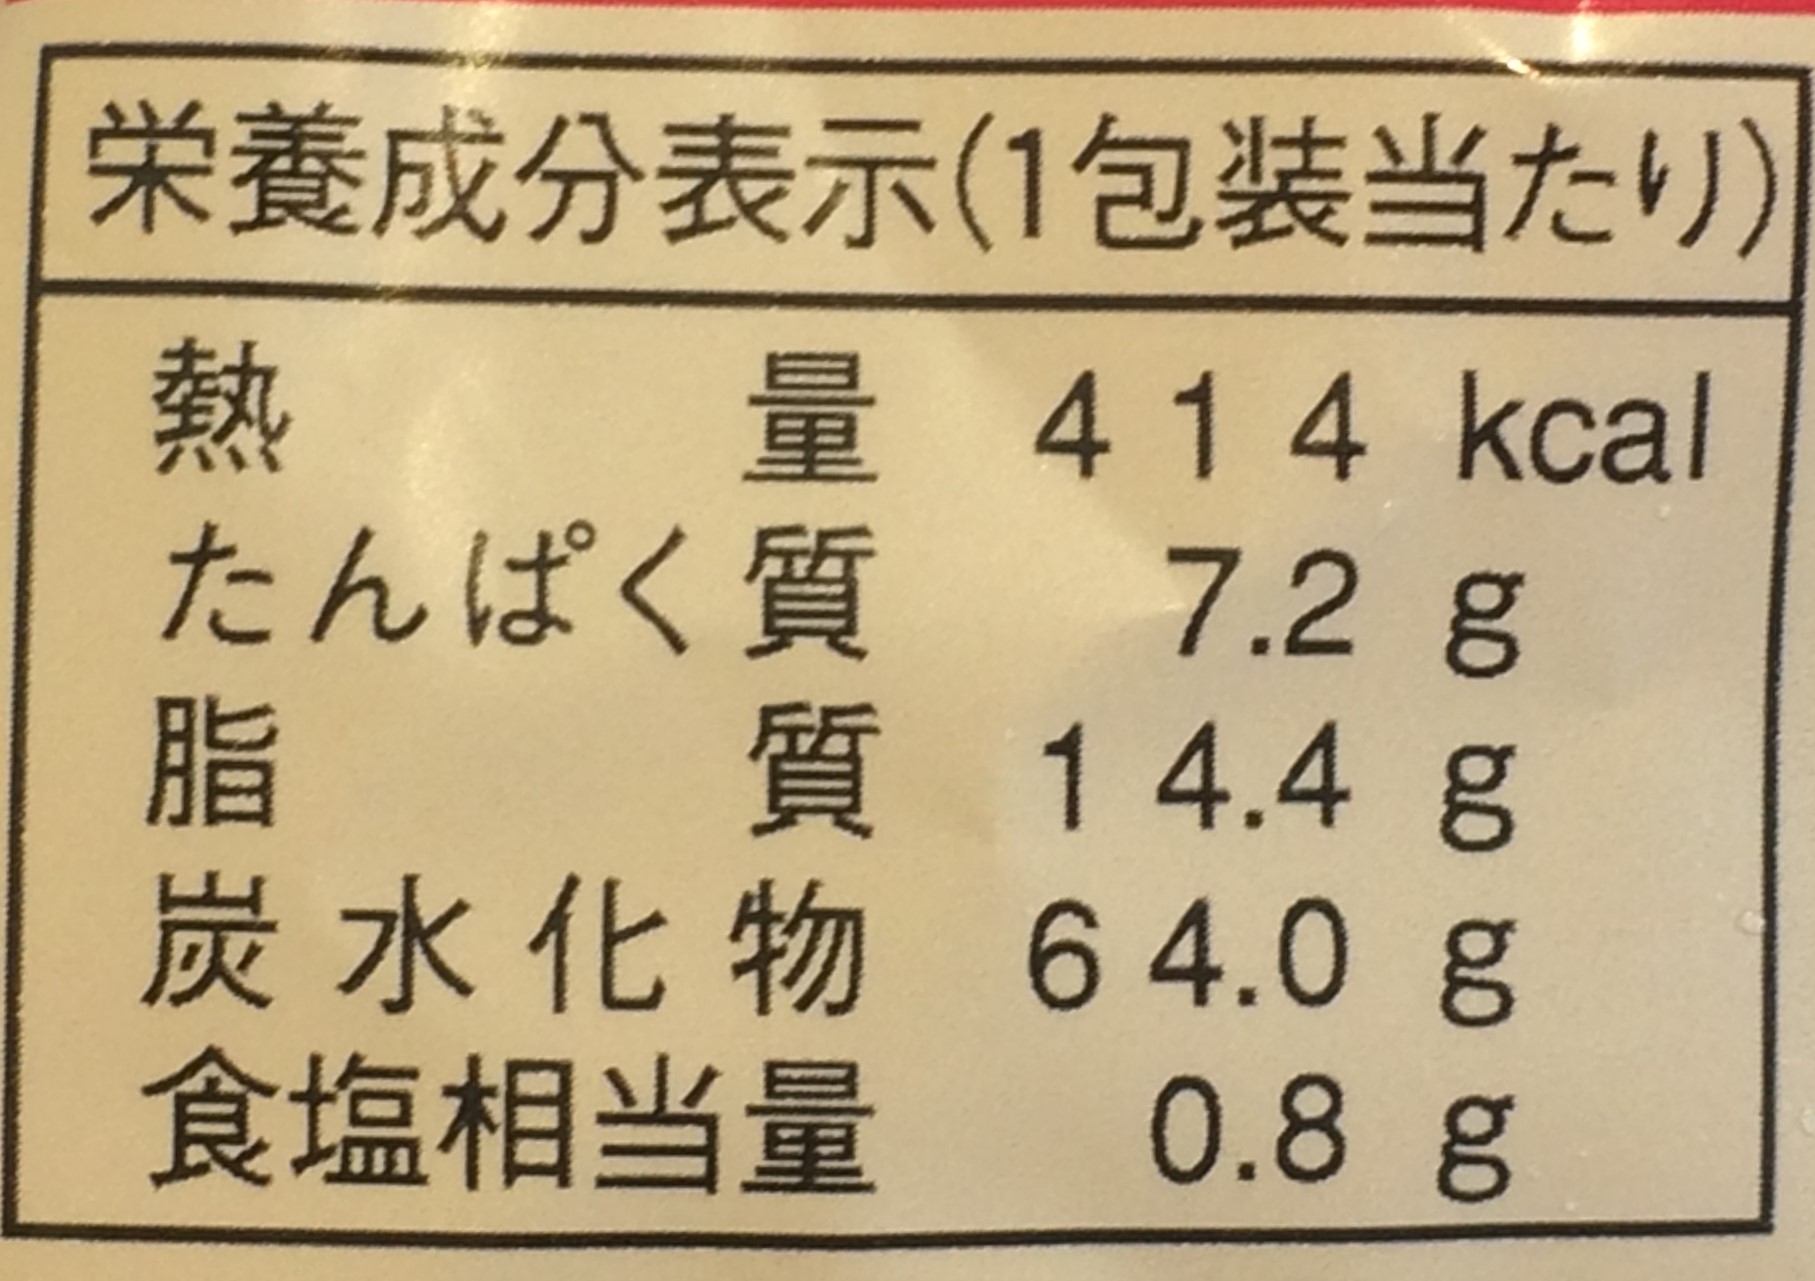 栄養成分表示(1包装当たり)
熱量 414 kcal
たんぱく質 7.2 g
脂質 14.4 g
炭水化物 64.0 g
食塩相当量 0.8 g